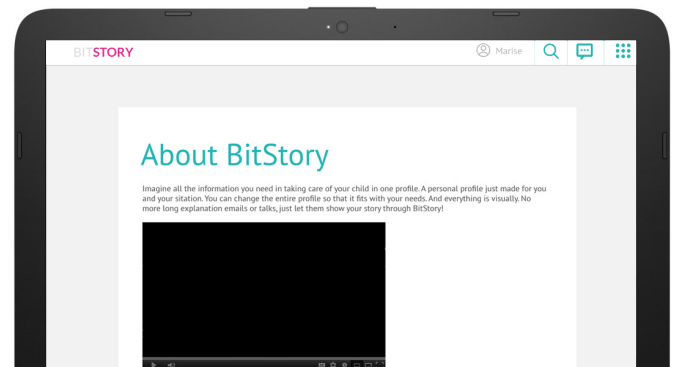 BITSTORY
Marise
About BitStory
Imagine all the information you need in taking care of your child in one profile. A personal profile just made for you
and your sitation. You can change the entire profile so that it fits with your needs. And everything is visually. No
more long explanation emails or talks, just let them show your story through BitStory!